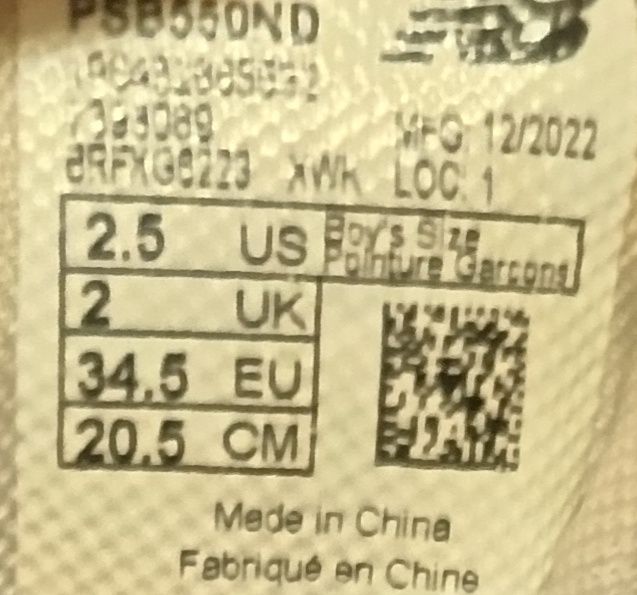 PSB550ND
MFG. 12/2022
XWK LOC. 1
2.5 US Boy's Size
Pointure Garcons
2 UK
34.5 EU
20.5 CM
Made in China
Fabriqué en Chine